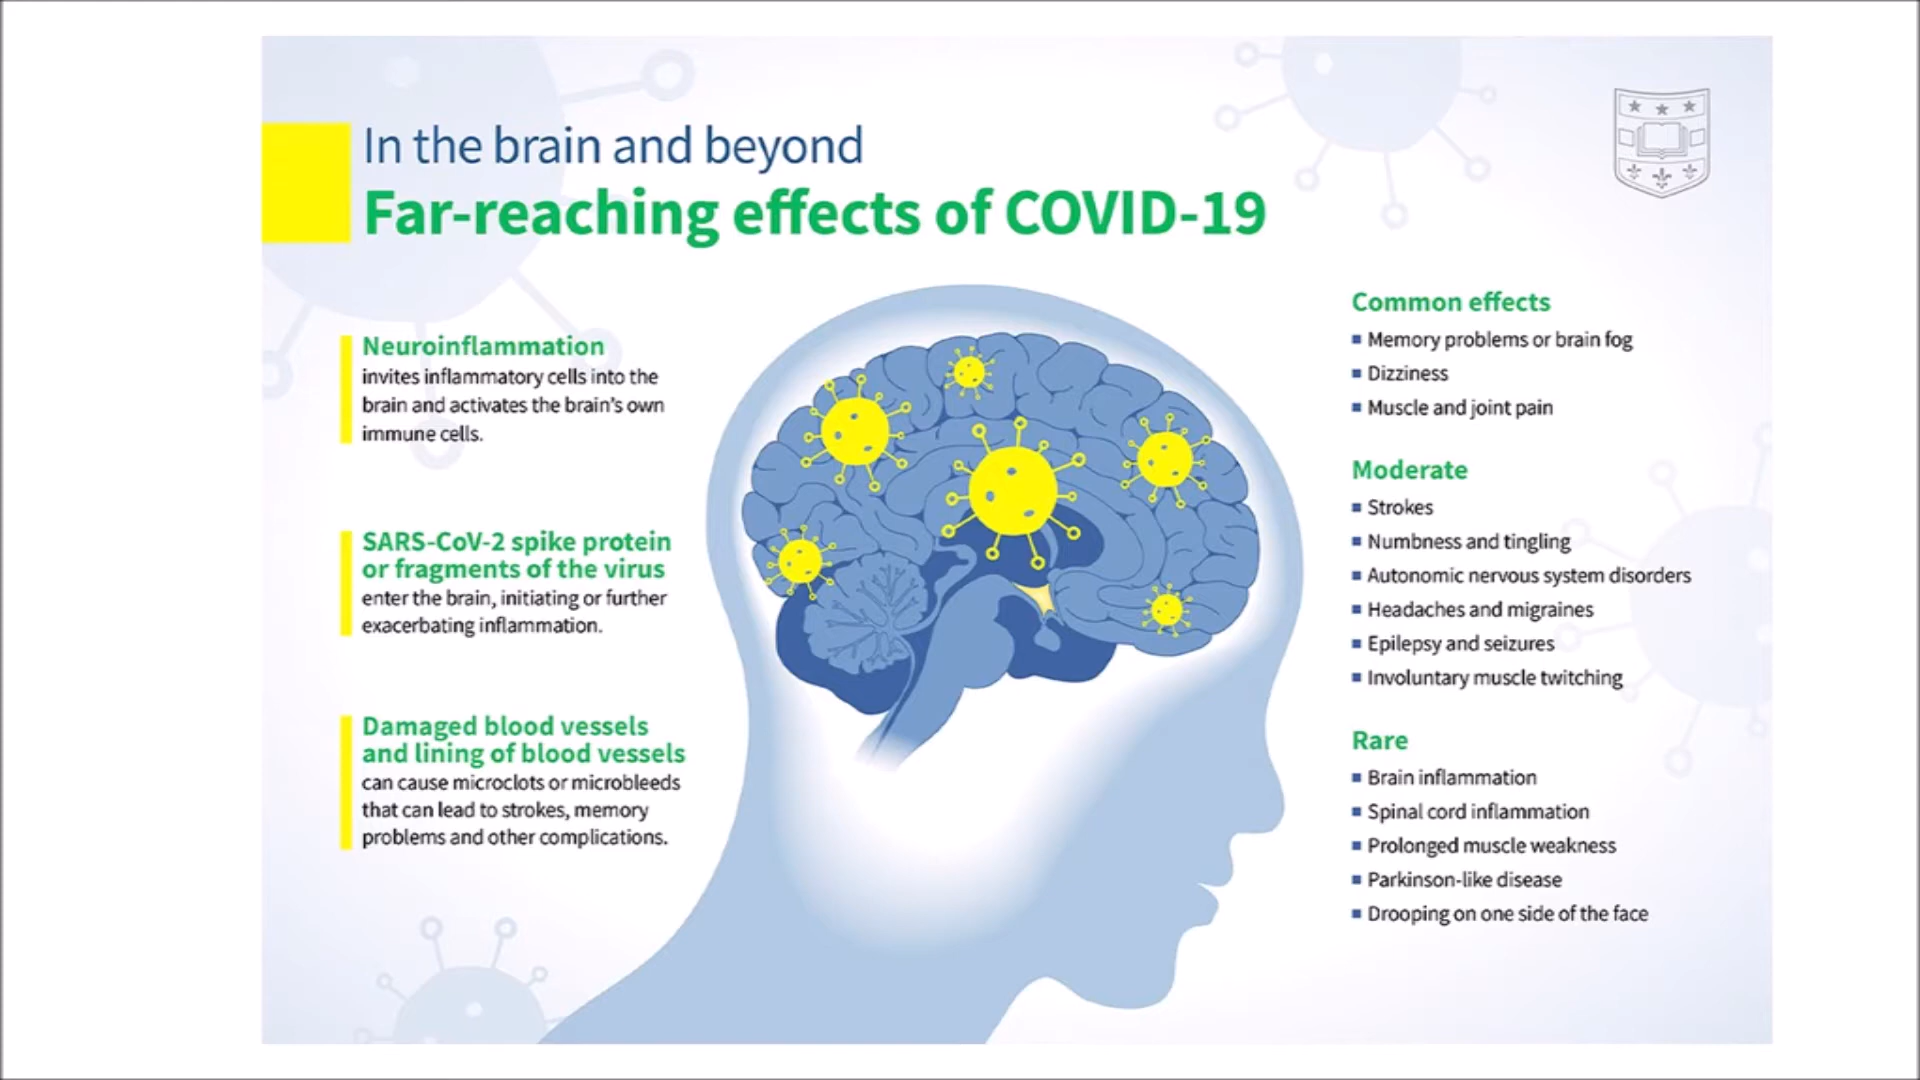 In the brain and beyond
Far-reaching effects of COVID-19
Neuroinflammation
invites inflammatory cells into the
brain and activates the brain's own
immune cells.
SARS-CoV-2 spike protein
or fragments of the virus
enter the brain, initiating or further
exacerbating inflammation.
Damaged blood vessels
and lining of blood vessels
can cause microclots or microbleeds
that can lead to strokes, memory
problems and other complications.
Common effects
Memory problems or brain fog
Dizziness
Muscle and joint pain
Moderate
Strokes
Numbness and tingling
Autonomic nervous system disorders
Headaches and migraines
Epilepsy and seizures
Involuntary muscle twitching
Rare
Brain inflammation
Spinal cord inflammation
Prolonged muscle weakness
Parkinson-like disease
Drooping on one side of the face